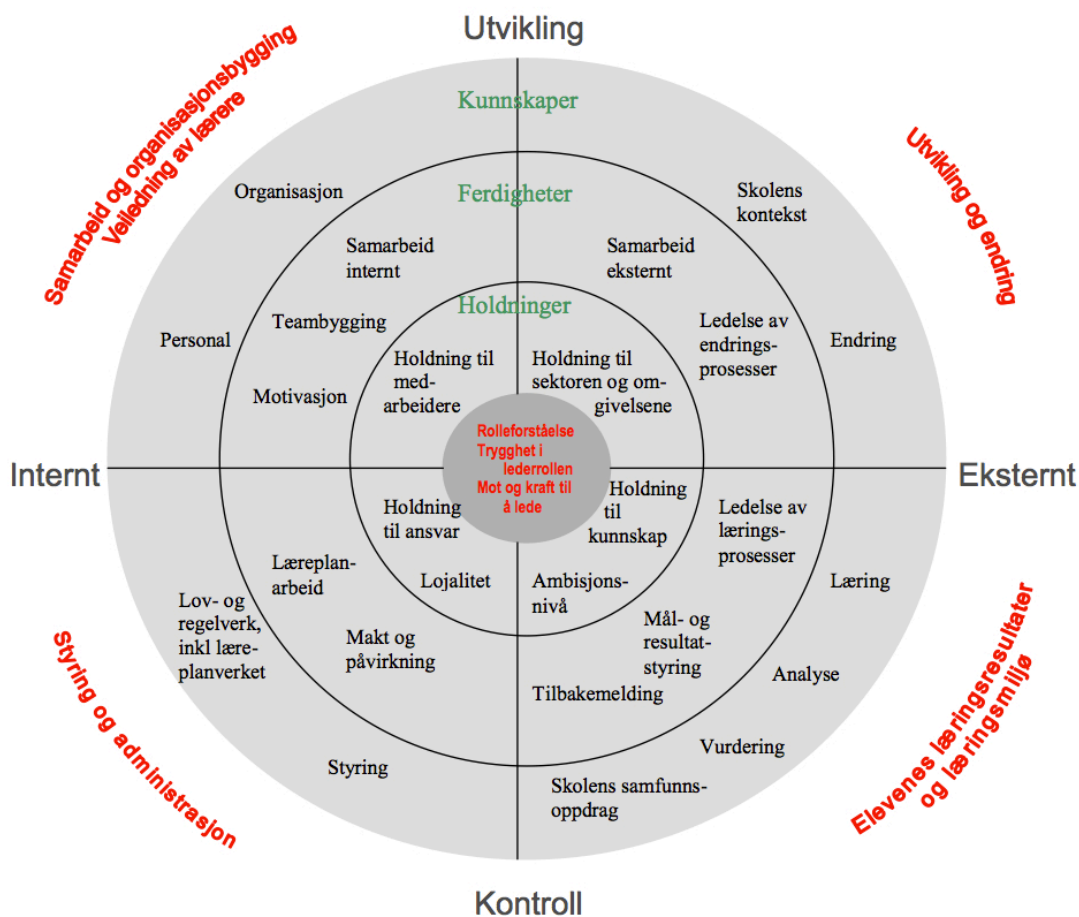 Utvikling
Samarbeid og organisasjonsbygging
Veiledning av lærere
Utvikling og endring
Kunnskaper
Ferdigheter
Holdninger
Organisasjon
Personal
Samarbeid
internt
Teambygging
Motivasjon
Holdning til
med-
arbeidere
Skolens
kontekst
Endring
Samarbeid
eksternt
Ledelse av
endrings-
prosesser
Holdning til
sektoren og om-
givelsene
Internt
Rolleforståelse
Trygghet i
lederrollen
Mot og kraft til
å lede
Eksternt
Holdning
til ansvar
Lojalitet
Læreplan-
arbeid
Makt og
påvirkning
Lov- og
regelverk,
inkl lære-
planverket
Styring
Holdning
til
kunnskap
Ambisjons-
nivå
Ledelse av
lærings-
prosesser
Mål- og
resultat-
styring
Tilbakemelding
Læring
Analyse
Vurdering
Skolens samfunns-
oppdrag
Styring og administrasjon
Elevenes læringsresultater
og læringsmiljø
Kontroll